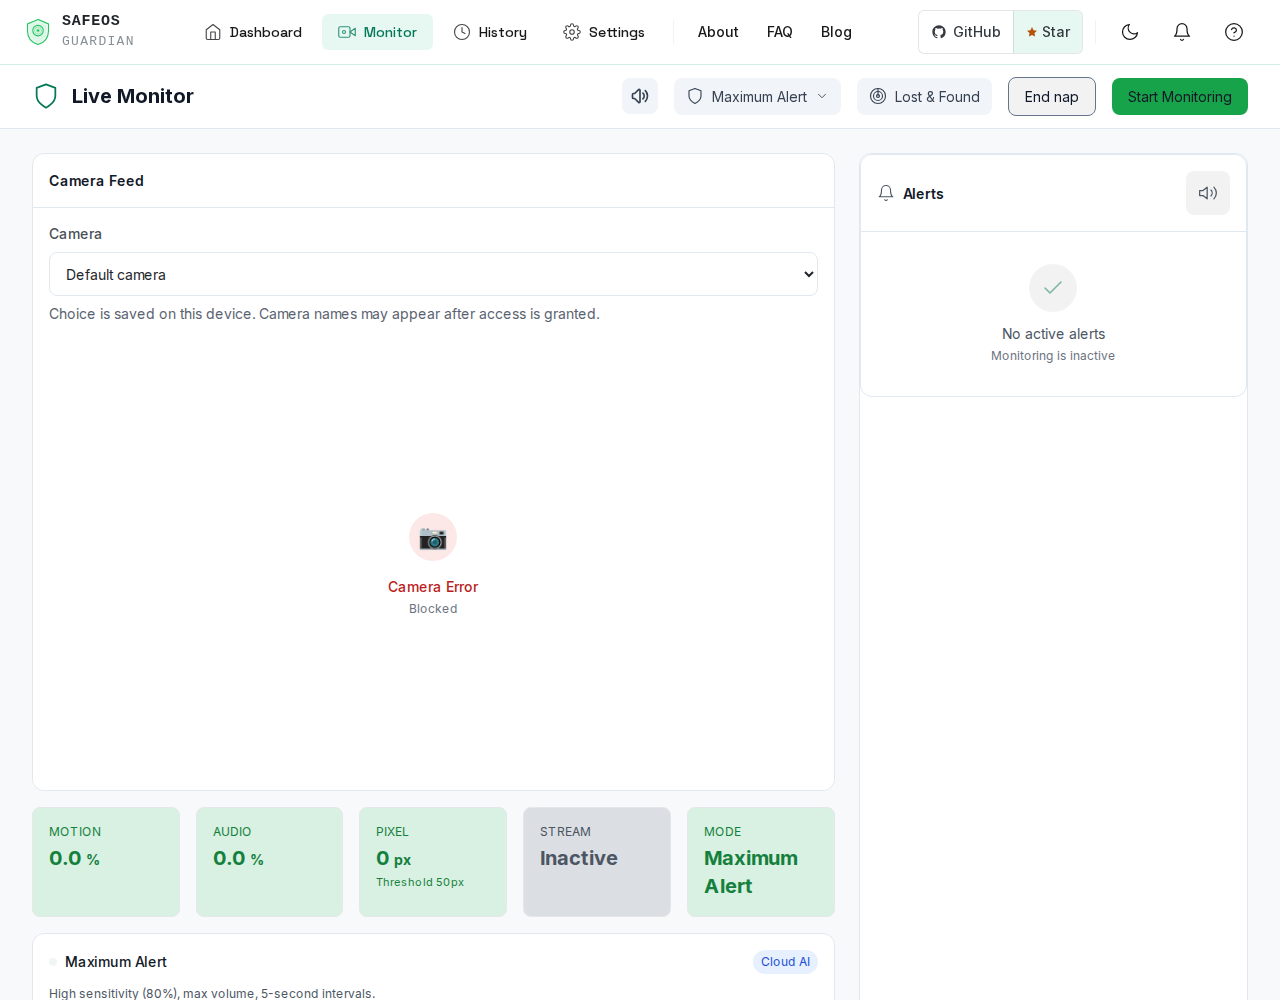 SAFEOS
GUARDIAN
Dashboard
Monitor
History
Settings
About
FAQ
Blog
GitHub
Star
Live Monitor
Maximum Alert
Lost & Found
End nap
Start Monitoring
Camera Feed
Camera
Default camera
Choice is saved on this device. Camera names may appear after access is granted.
Camera Error
Blocked
Alerts
No active alerts
Monitoring is inactive
MOTION
0.0 %
AUDIO
0.0 %
PIXEL
0 px
Threshold 50px
STREAM
Inactive
MODE
Maximum
Alert
Maximum Alert
Cloud AI
High sensitivity (80%), max volume, 5-second intervals.